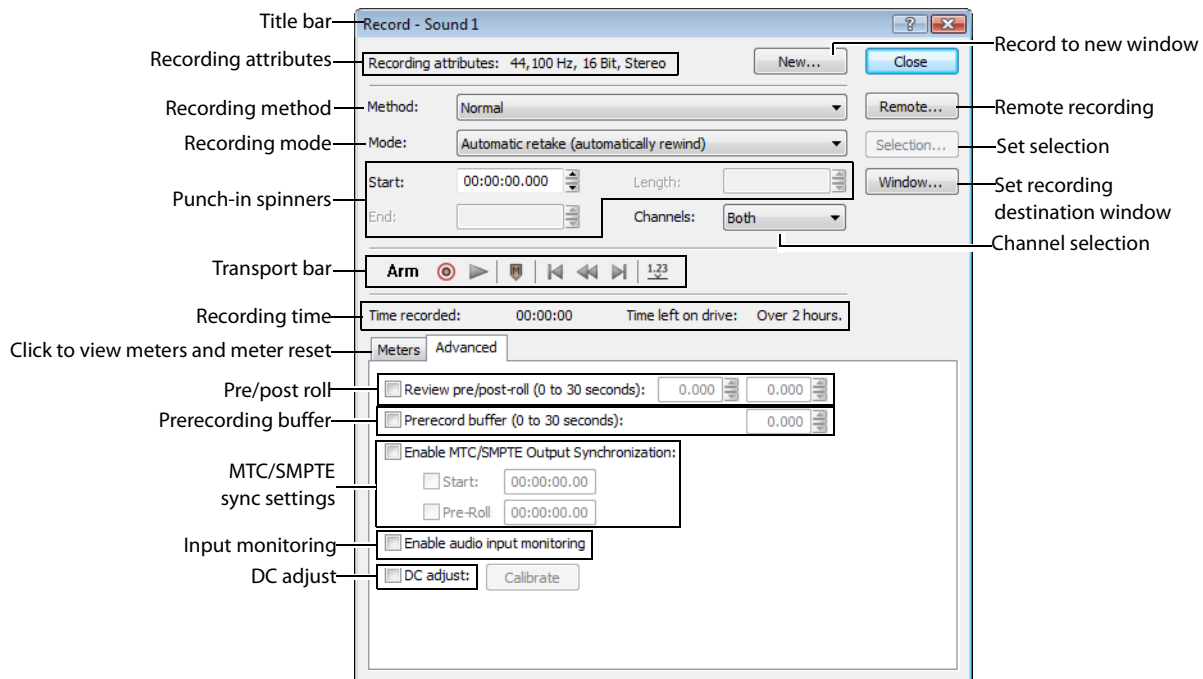 Title bar
Record - Sound 1
Recording attributes
Recording attributes: 44,100 Hz, 16 Bit, Stereo
New...
Close
Record to new window
Recording method
Method:
Normal
Remote...
Remote recording
Recording mode
Mode:
Automatic retake (automatically rewind)
Selection...
Set selection
Punch-in spinners
Start:
00:00:00.000
Length:
Window...
Set recording
destination window
End:
Channels:
Both
Channel selection
Transport bar
Arm
M
1.23
Recording time
Time recorded:
00:00:00
Time left on drive:
Over 2 hours.
Click to view meters and meter reset
Meters
Advanced
Pre/post roll
Review pre/post-roll (0 to 30 seconds):
0.000
0.000
Prerecording buffer
Prerecord buffer (0 to 30 seconds):
0.000
MTC/SMPTE
sync settings
Enable MTC/SMPTE Output Synchronization:
Start:
00:00:00.00
Pre-Roll
00:00:00.00
Input monitoring
Enable audio input monitoring
DC adjust
DC adjust:
Calibrate